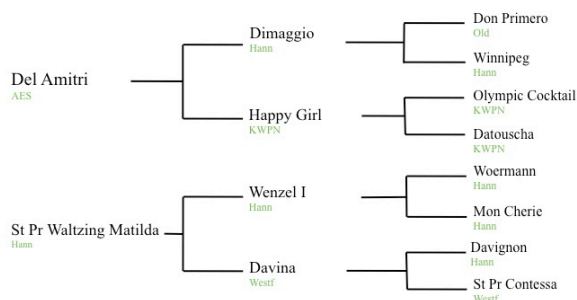 Del Amitri
AES
Dimaggio
Hann
Happy Girl
KWPN
Don Primero
Old
Winnipeg
Hann
Olympic Cocktail
KWPN
Datouscha
KWPN
St Pr Waltzing Matilda
Hann
Wenzel I
Hann
Davina
Westf
Woermann
Hann
Mon Cherie
Hann
Davignon
Hann
St Pr Contessa
Westf